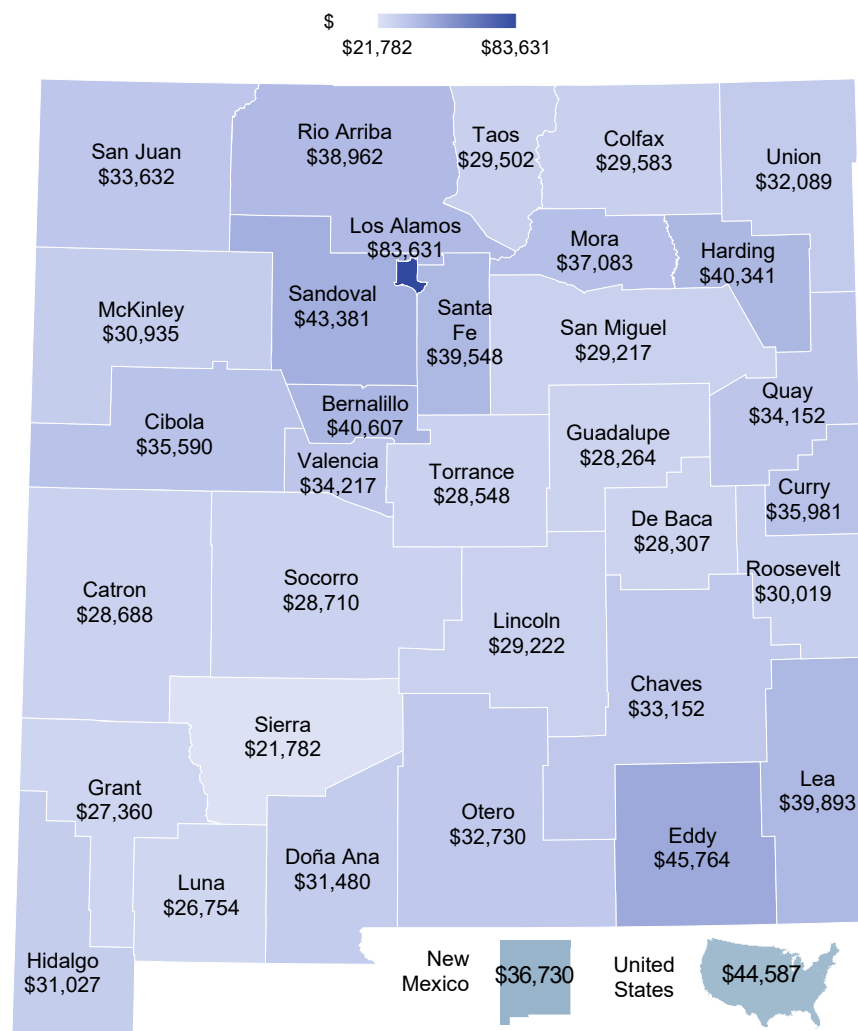 $
$21,782
$83,631
San Juan
$33,632
Rio Arriba
$38,962
Taos
$29,502
Colfax
$29,583
Union
$32,089
Los Alamos
$83,631
Mora
$37,083
Harding
$40,341
McKinley
$30,935
Sandoval
$43,381
Santa
Fe
$39,548
San Miguel
$29,217
Quay
$34,152
Cibola
$35,590
Bernalillo
$40,607
Valencia
$34,217
Torrance
$28,548
Guadalupe
$28,264
Curry
$35,981
De Baca
$28,307
Roosevelt
$30,019
Catron
$28,688
Socorro
$28,710
Lincoln
$29,222
Chaves
$33,152
Sierra
$21,782
Grant
$27,360
Otero
$32,730
Lea
$39,893
Eddy
$45,764
Doña Ana
$31,480
Luna
$26,754
Hidalgo
$31,027
New
Mexico
$36,730
United
States
$44,587